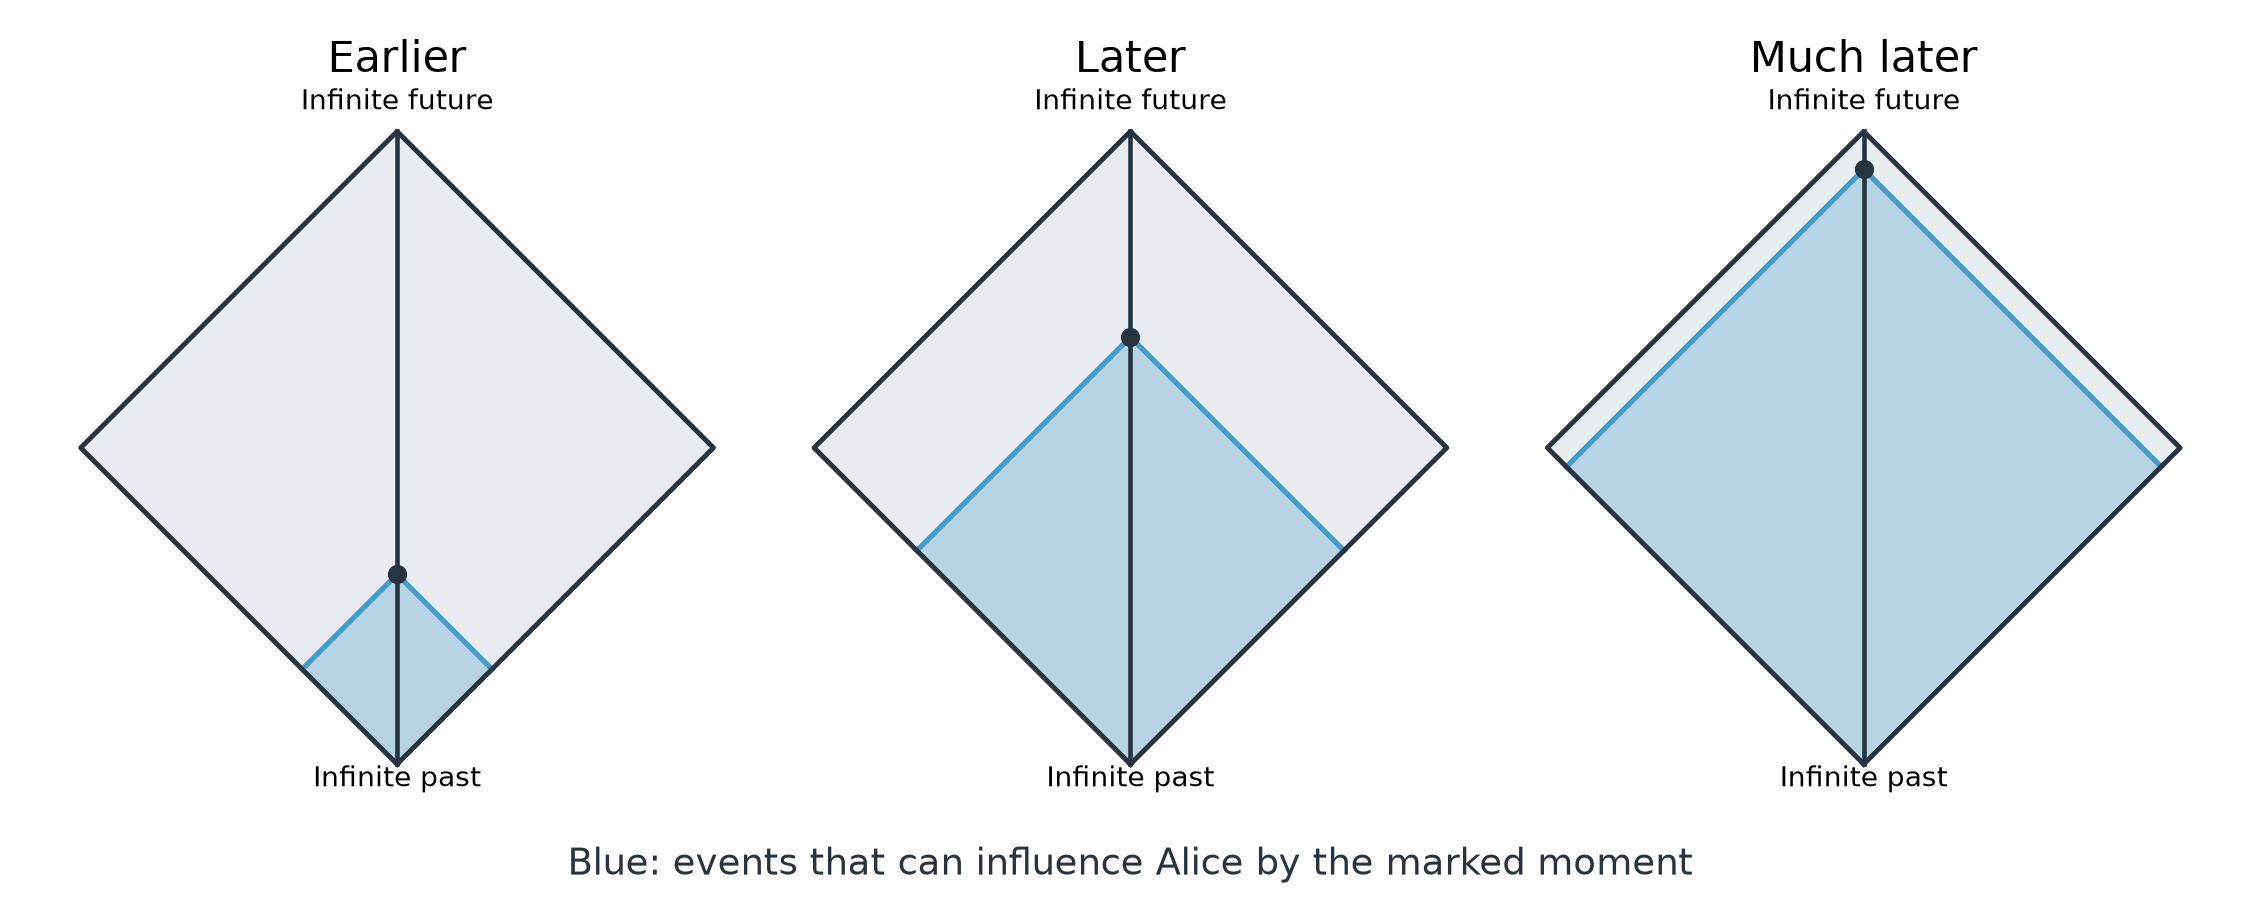 Earlier
Infinite future
Later
Infinite future
Much later
Infinite future
Infinite past
Infinite past
Infinite past
Blue: events that can influence Alice by the marked moment